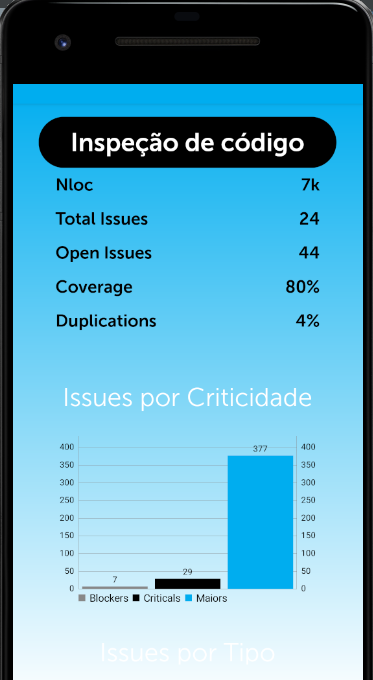 Inspeção de código
Nloc 7k
Total Issues 24
Open Issues 44
Coverage 80%
Duplications 4%
Issues por Criticidade
400 377 400
350 350
300 300
250 250
200 200
150 150
100 100
50 29 50
7
0 0
Blockers Criticals Maiors
Issues por Tipo